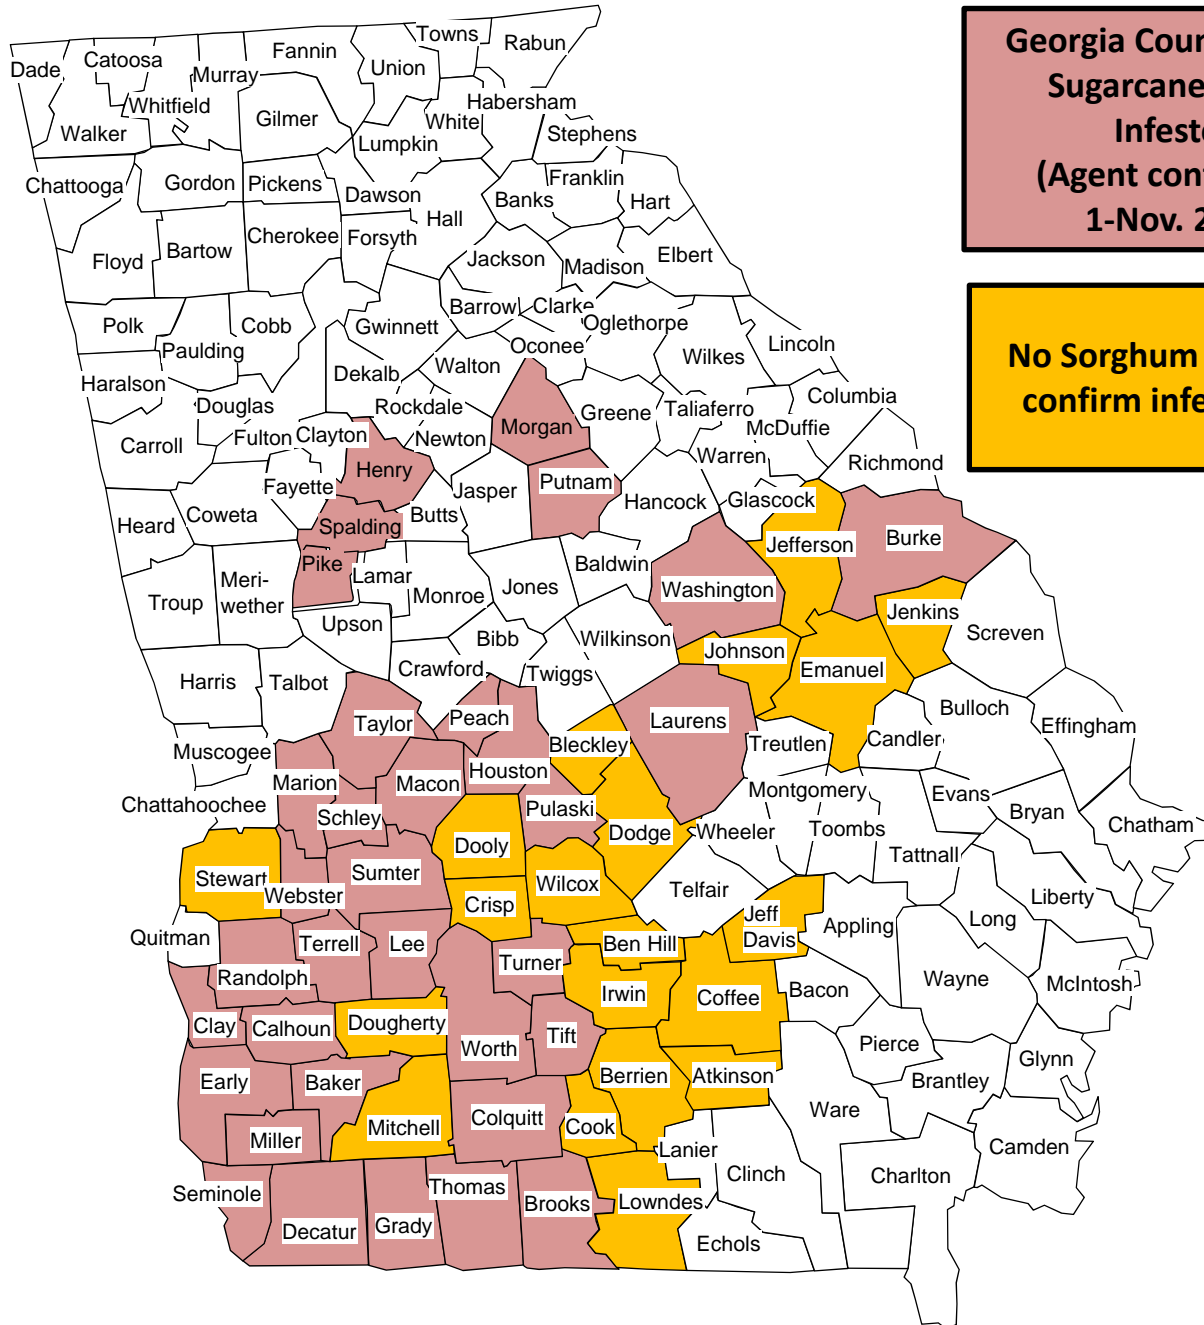 Georgia Coun
Sugarcane
Infest
(Agent con
1-Nov. 2
No Sorghum
confirm infe
Towns
Rabun
Fannin
Union
Dade
Catoosa
Murray
Whitfield
Walker
Gilmer
Habersham
White
Stephens
Lumpkin
Chattooga
Gordon
Pickens
Dawson
Franklin
Banks
Hart
Hall
Floyd
Bartow
Cherokee
Forsyth
Jackson
Madison
Elbert
Polk
Cobb
Paulding
Gwinnett
Barrow
Clarke
Oglethorpe
Oconee
Wilkes
Lincoln
Haralson
Dekalb
Walton
Douglas
Rockdale
Morgan
Greene
Taliaferro
Columbia
McDuffie
Carroll
Fulton
Clayton
Newton
Henry
Putnam
Warren
Richmond
Heard
Coweta
Fayette
Spalding
Butts
Jasper
Hancock
Glascock
Jefferson
Burke
Troup
Meri-
wether
Pike
Lamar
Monroe
Jones
Baldwin
Washington
Jenkins
Screven
Upson
Bibb
Wilkinson
Johnson
Emanuel
Harris
Talbot
Crawford
Twiggs
Taylor
Peach
Laurens
Bulloch
Effingham
Muscogee
Bleckley
Treutlen
Candler
Marion
Macon
Houston
Montgomery
Evans
Bryan
Chattahoochee
Schley
Pulaski
Dodge
Wheeler
Toombs
Chatham
Dooly
Tattnall
Stewart
Webster
Sumter
Crisp
Wilcox
Telfair
Liberty
Quitman
Terrell
Lee
Turner
Ben Hill
Jeff
Davis
Appling
Long
Randolph
Irwin
Coffee
Bacon
Wayne
McIntosh
Clay
Calhoun
Dougherty
Worth
Tift
Pierce
Glynn
Early
Baker
Berrien
Atkinson
Brantley
Ware
Miller
Mitchell
Colquitt
Cook
Lanier
Clinch
Charlton
Camden
Seminole
Thomas
Brooks
Lowndes
Decatur
Grady
Echols